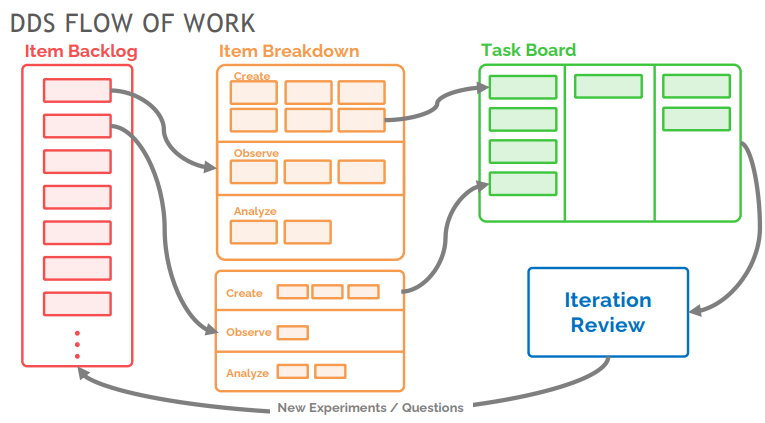 DDS FLOW OF WORK
Item Backlog
Item Breakdown
Task Board
Create
Observe
Analyze
Create
Observe
Analyze
Iteration
Review
New Experiments / Questions